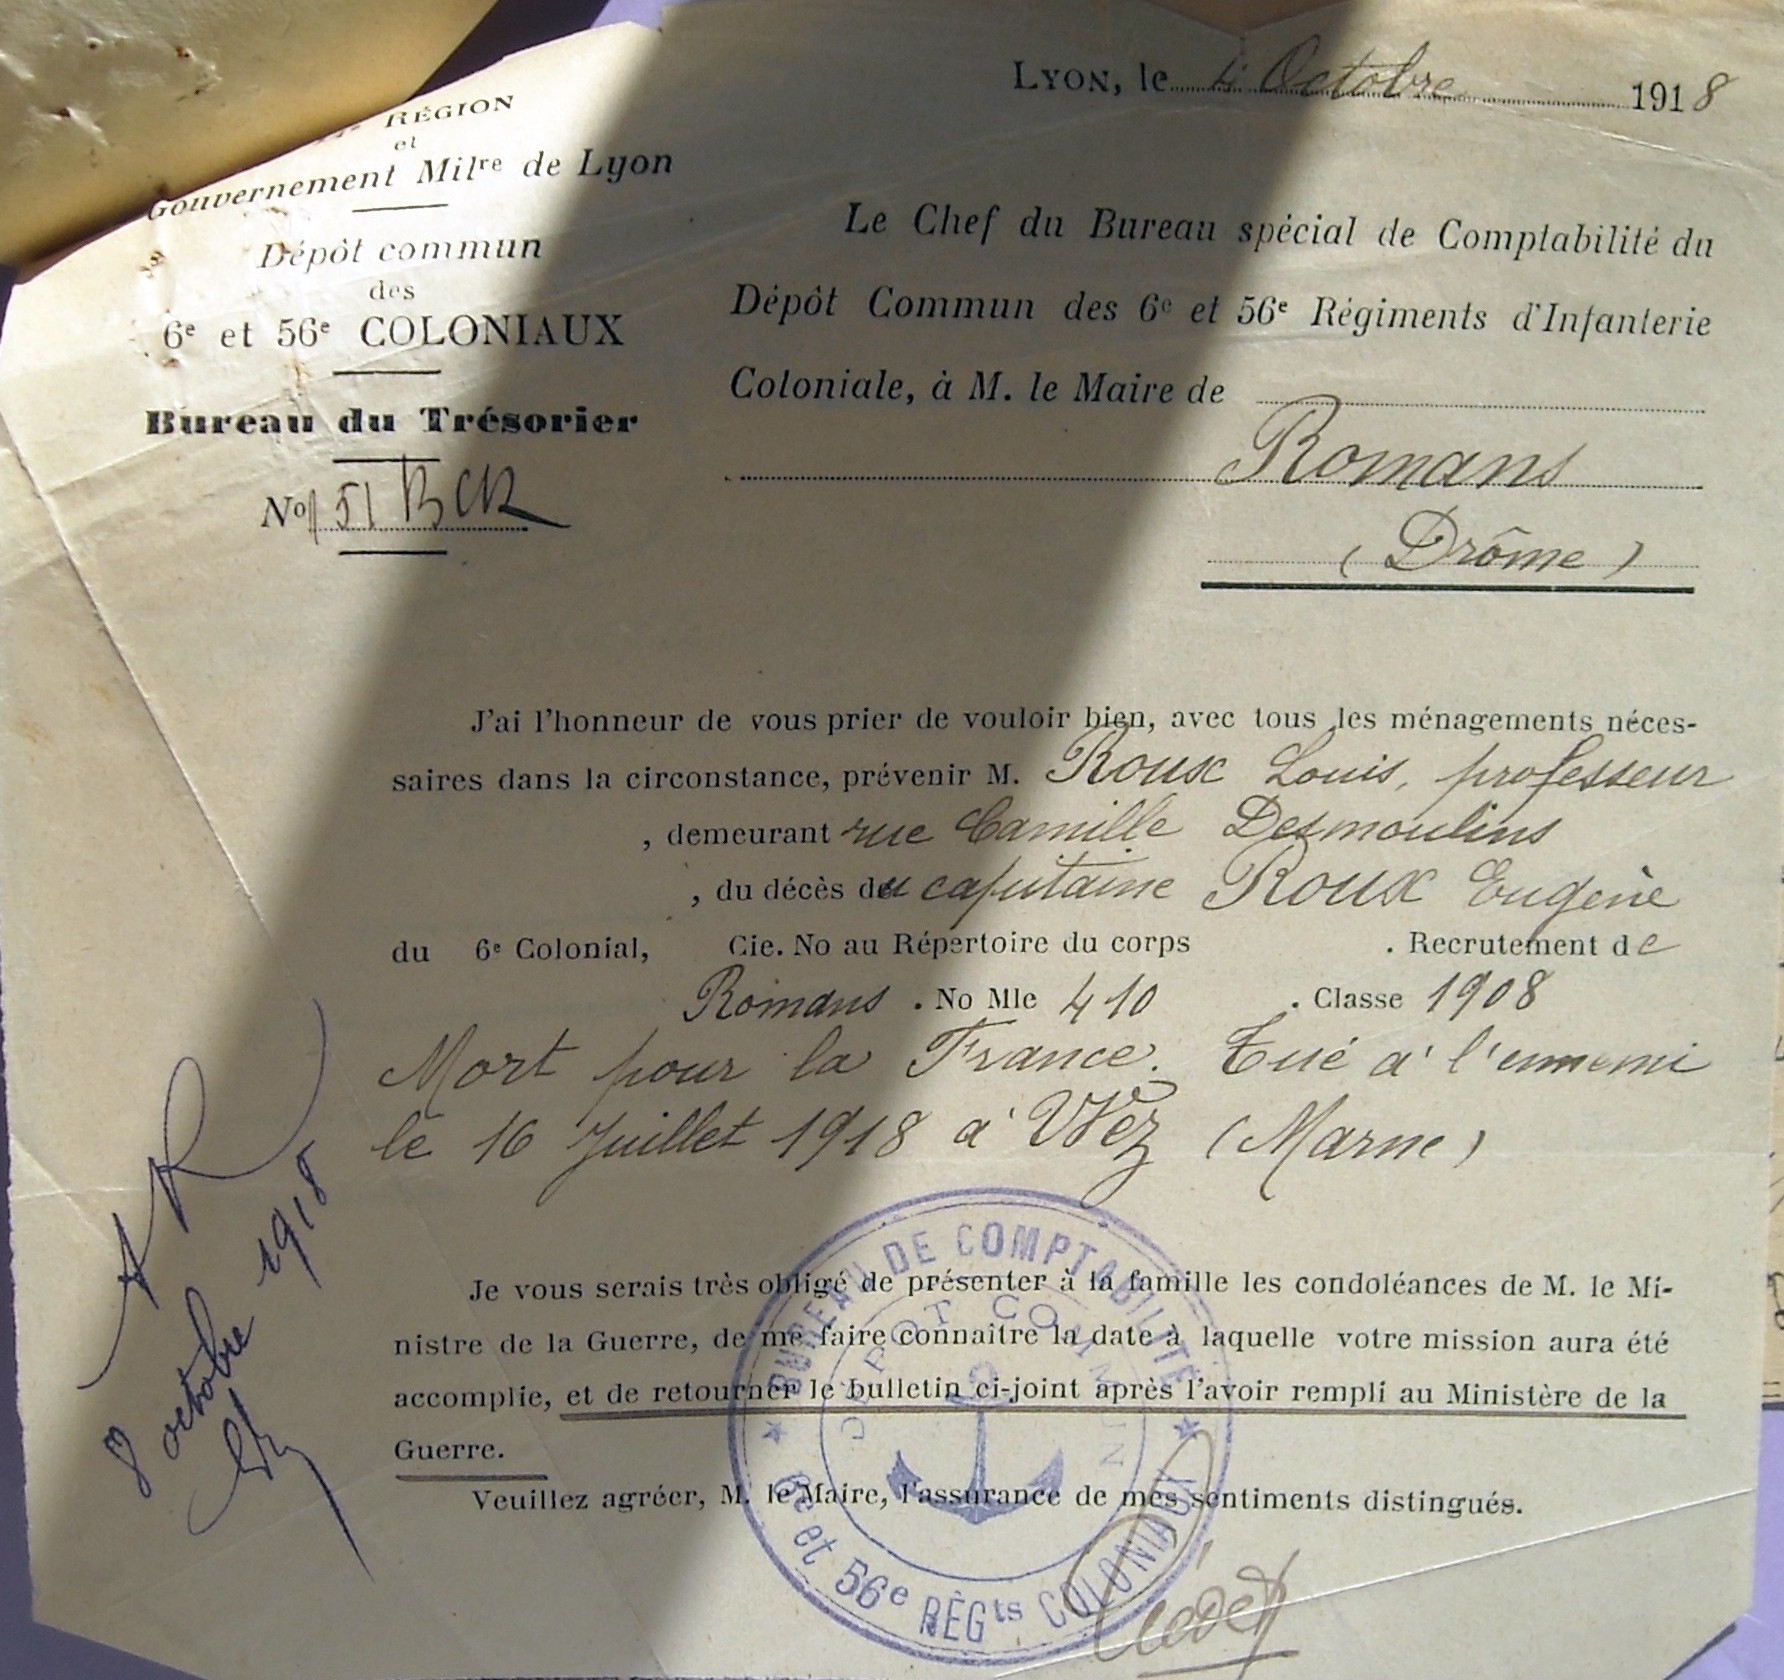 RÉGION
et
Gouvernement Milre de Lyon
Dépôt commun
des
6e et 56e COLONIAUX
Bureau du Trésorier
No 51 BCR
LYON, le 4 Octobre 1918
Le Chef du Bureau spécial de Comptabilité du
Dépôt Commun des 6e et 56e Régiments d'Infanterie
Coloniale, à M. le Maire de
Romans
(Drôme)
J'ai l'honneur de vous prier de vouloir bien, avec tous les ménagements néces-
saires dans la circonstance, prévenir M. Roux Louis, professeur
, demeurant rue Camille Desmoulins
, du décès du capitaine Roux Eugène
du 6e Colonial, Cie. No au Répertoire du corps . Recrutement de
Romans . No Mle 410 . Classe 1908
Mort pour la France. Tué à l'ennemi
le 16 Juillet 1918 à (Marne)
AR
8 octobre 1918
Je vous serais très obligé de présenter à la famille les condoléances de M. le Mi-
nistre de la Guerre, de me faire connaitre la date à laquelle votre mission aura été
accomplie, et de retourner le bulletin ci-joint après l'avoir rempli au Ministère de la
Guerre.
Veuillez agréer, M. le Maire, l'assurance de mes sentiments distingués.
BUREAU DE COMPTABILITÉ
DÉPOT COMMUN
6e et 56e RÉGts COLONIAUX